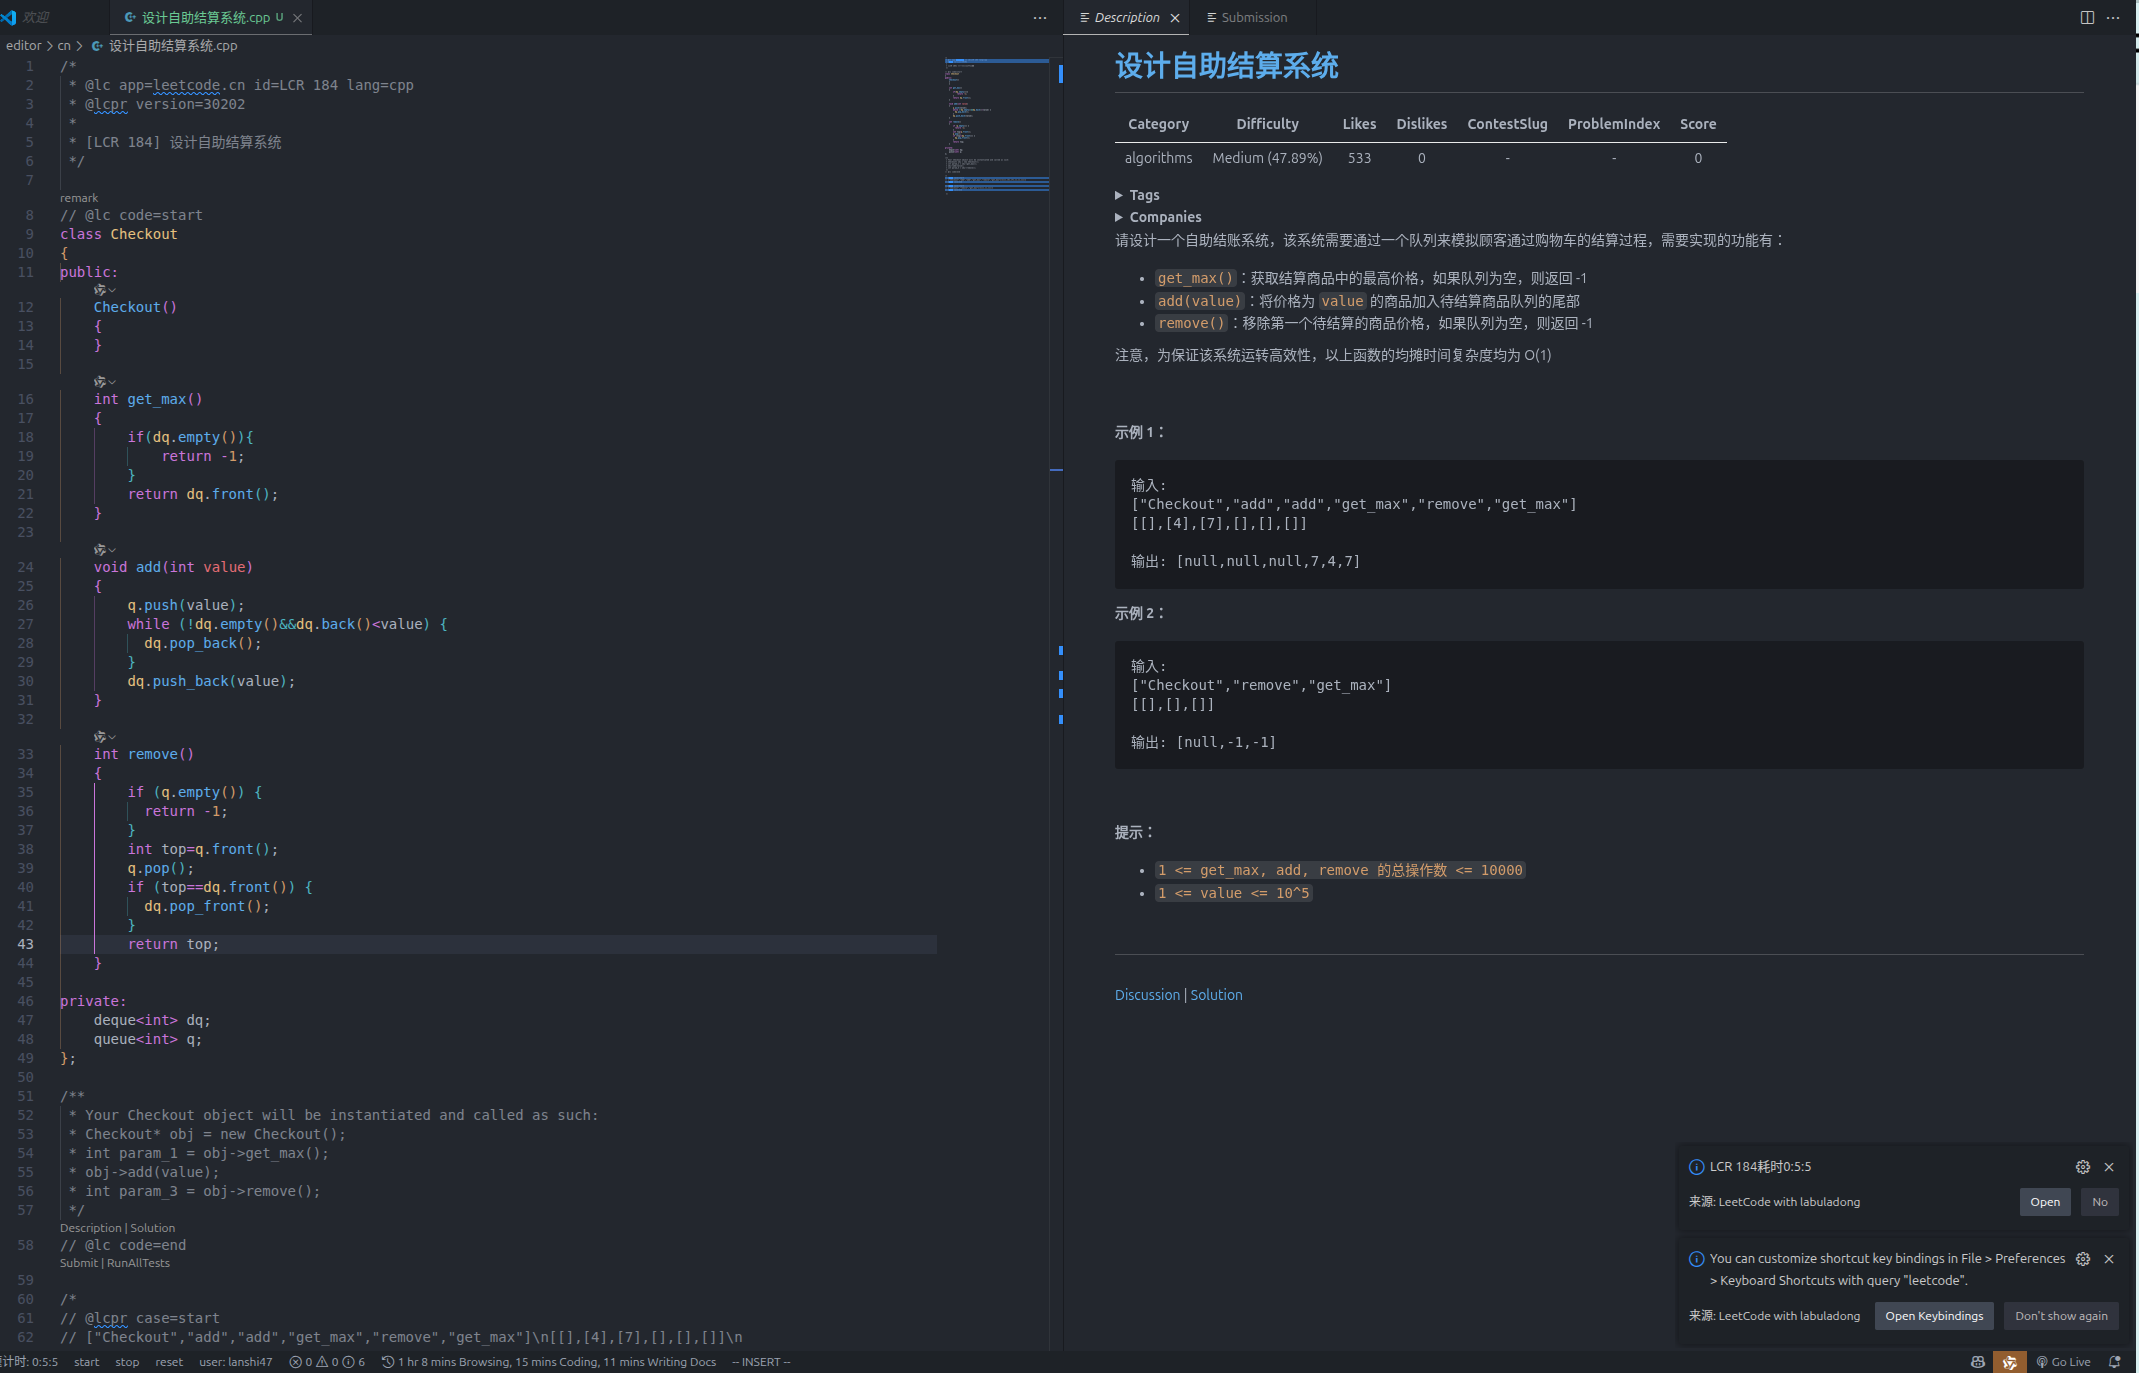 欢迎
设计自助结算系统.cpp U
editor > cn > 设计自助结算系统.cpp
1 /*
2 * @lc app=leetcode.cn id=LCR 184 lang=cpp
3 * @lcpr version=30202
4 *
5 * [LCR 184] 设计自助结算系统
6 */
7
remark
8 // @lc code=start
9 class Checkout
10 {
11 public:
12 Checkout()
13 {
14 }
15
16 int get_max()
17 {
18 if(dq.empty()){
19 return -1;
20 }
21 return dq.front();
22 }
23
24 void add(int value)
25 {
26 q.push(value);
27 while (!dq.empty()&&dq.back()<value) {
28 dq.pop_back();
29 }
30 dq.push_back(value);
31 }
32
33 int remove()
34 {
35 if (q.empty()) {
36 return -1;
37 }
38 int top=q.front();
39 q.pop();
40 if (top==dq.front()) {
41 dq.pop_front();
42 }
43 return top;
44 }
45
46 private:
47 deque<int> dq;
48 queue<int> q;
49 };
50
51 /**
52 * Your Checkout object will be instantiated and called as such:
53 * Checkout* obj = new Checkout();
54 * int param_1 = obj->get_max();
55 * obj->add(value);
56 * int param_3 = obj->remove();
57 */
Description | Solution
58 // @lc code=end
Submit | RunAllTests
59
60 /*
61 // @lcpr case=start
62 // ["Checkout","add","add","get_max","remove","get_max"]\n[[],[4],[7],[],[],[]]\n
Description
Submission
设计自助结算系统
Category Difficulty Likes Dislikes ContestSlug ProblemIndex Score
algorithms Medium (47.89%) 533 0 - - 0
Tags
Companies
请设计一个自助结账系统，该系统需要通过一个队列来模拟顾客通过购物车的结算过程，需要实现的功能有：
• get_max()：获取结算商品中的最高价格，如果队列为空，则返回 -1
• add(value)：将价格为 value 的商品加入待结算商品队列的尾部
• remove()：移除第一个待结算的商品价格，如果队列为空，则返回 -1
注意，为保证该系统运转高效性，以上函数的均摊时间复杂度均为 O(1)
示例 1：
输入:
["Checkout","add","add","get_max","remove","get_max"]
[[],[4],[7],[],[],[]]
输出: [null,null,null,7,4,7]
示例 2：
输入:
["Checkout","remove","get_max"]
[[],[],[]]
输出: [null,-1,-1]
提示：
• 1 <= get_max, add, remove 的总操作数 <= 10000
• 1 <= value <= 10^5
Discussion | Solution
LCR 184耗时0:5:5
来源: LeetCode with labuladong
Open
No
You can customize shortcut key bindings in File > Preferences
> Keyboard Shortcuts with query "leetcode".
来源: LeetCode with labuladong
Open Keybindings
Don't show again
计时: 0:5:5 start stop reset user: lanshi47 0 0 6 1 hr 8 mins Browsing, 15 mins Coding, 11 mins Writing Docs -- INSERT --
Go Live